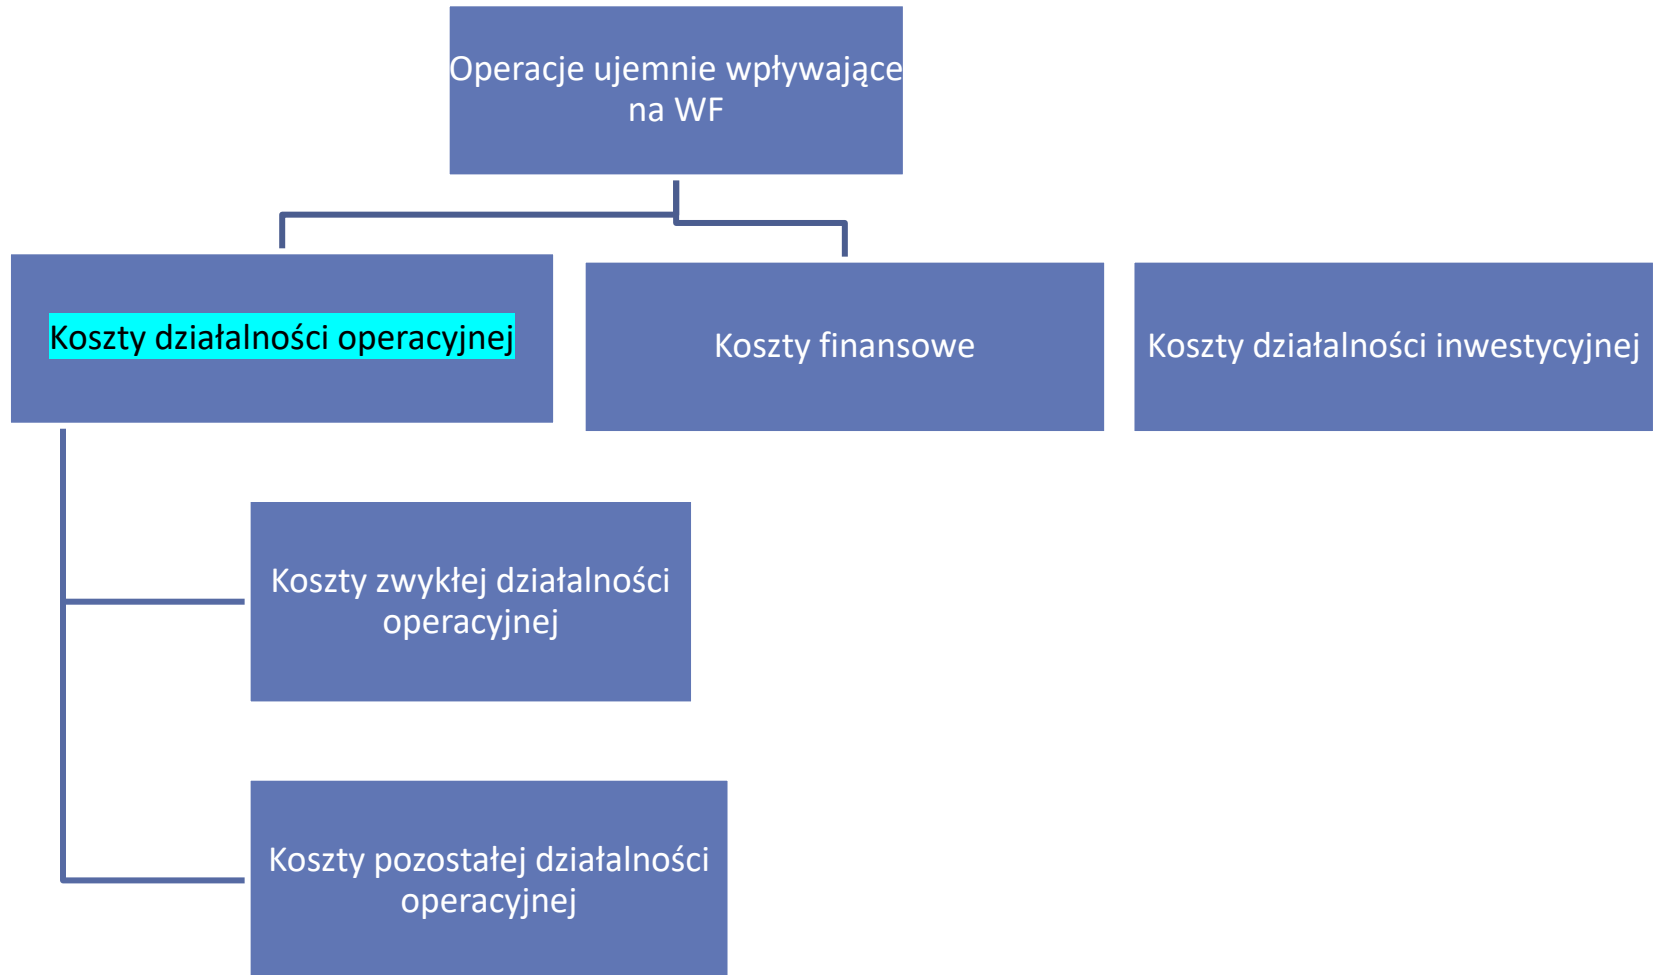 Operacje ujemnie wpływające
na WF
Koszty działalności operacyjnej
Koszty finansowe
Koszty działalności inwestycyjnej
Koszty zwykłej działalności
operacyjnej
Koszty pozostałej działalności
operacyjnej